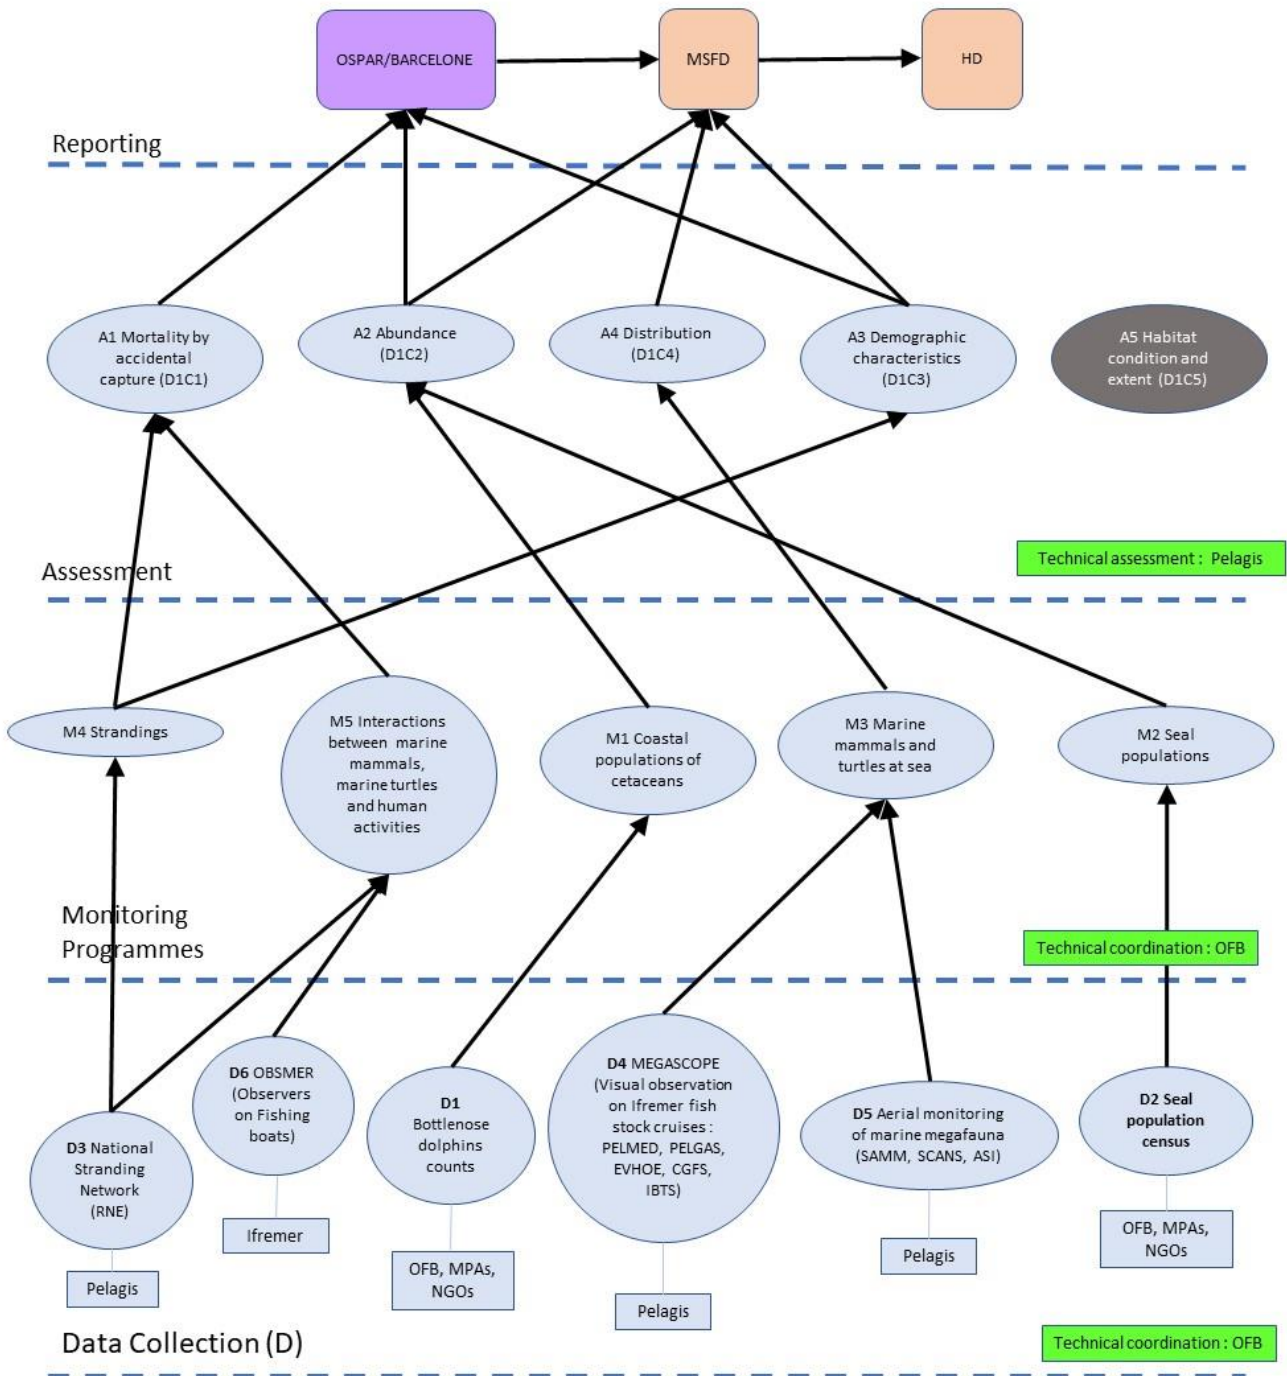 OSPAR/BARCELONE
MSFD
HD
Reporting
A1 Mortality by
accidental
capture (D1C1)
A2 Abundance
(D1C2)
A4 Distribution
(D1C4)
A3 Demographic
characteristics
(D1C3)
A5 Habitat
condition and
extent (D1C5)
Technical assessment : Pelagis
Assessment
M4 Strandings
M5 Interactions
between marine
mammals,
marine turtles
and human
activities
M1 Coastal
populations of
cetaceans
M3 Marine
mammals and
turtles at sea
M2 Seal
populations
Monitoring
Programmes
Technical coordination : OFB
D3 National
Stranding
Network
(RNE)
D6 OBSMER
(Observers
on Fishing
boats)
D1
Bottlenose
dolphins
counts
D4 MEGASCOPE
(Visual observation
on Ifremer fish
stock cruises :
PELMED, PELGAS,
EVHOE, CGFS,
IBTS)
D5 Aerial monitoring
of marine megafauna
(SAMM, SCANS, ASI)
D2 Seal
population
census
Pelagis
Ifremer
OFB, MPAs,
NGOs
Pelagis
Pelagis
OFB, MPAs,
NGOs
Data Collection (D)
Technical coordination : OFB